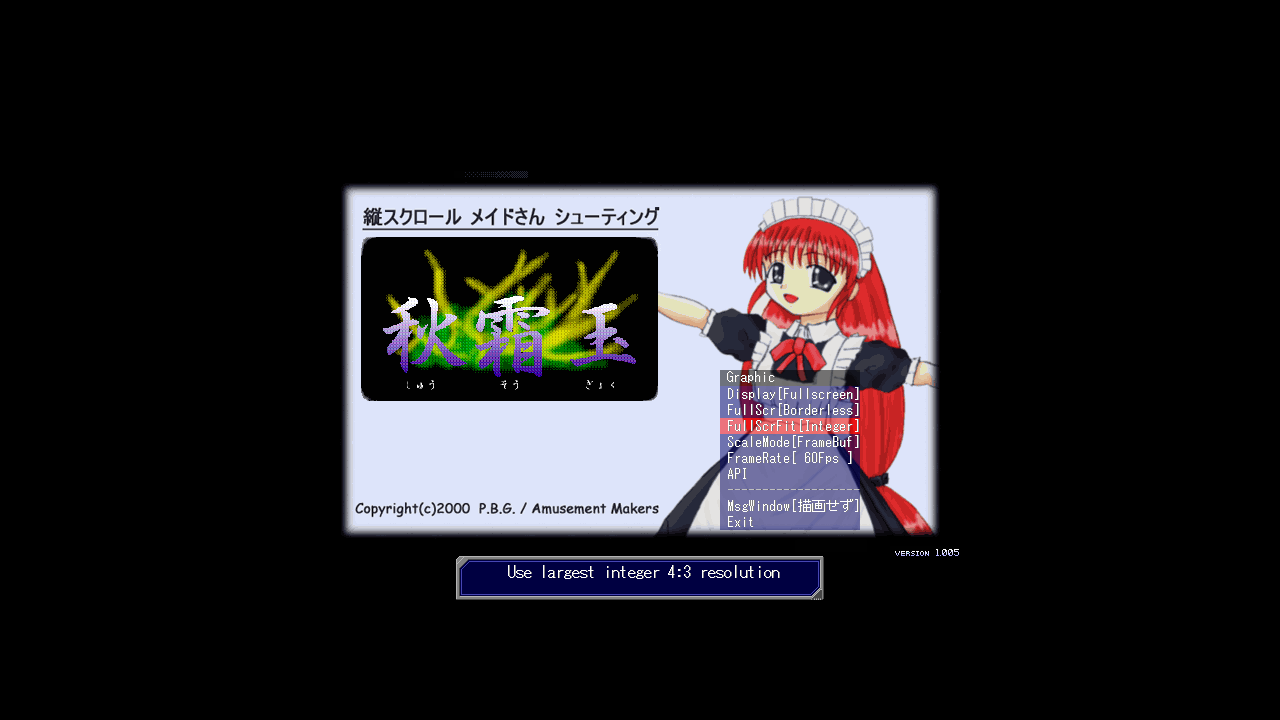 縦スクロール メイドさん シューティング
秋霜玉
しゅう そう ぎょく
Graphic
Display[Fullscreen]
FullScr[Borderless]
FullScrFit[Integer]
ScaleMode[FrameBuf]
FrameRate[ 60Fps ]
API
-------------------
MsgWindow[描画せず]
Exit
Copyright(c)2000 P.B.G. / Amusement Makers
VERSION 1.005
Use largest integer 4:3 resolution